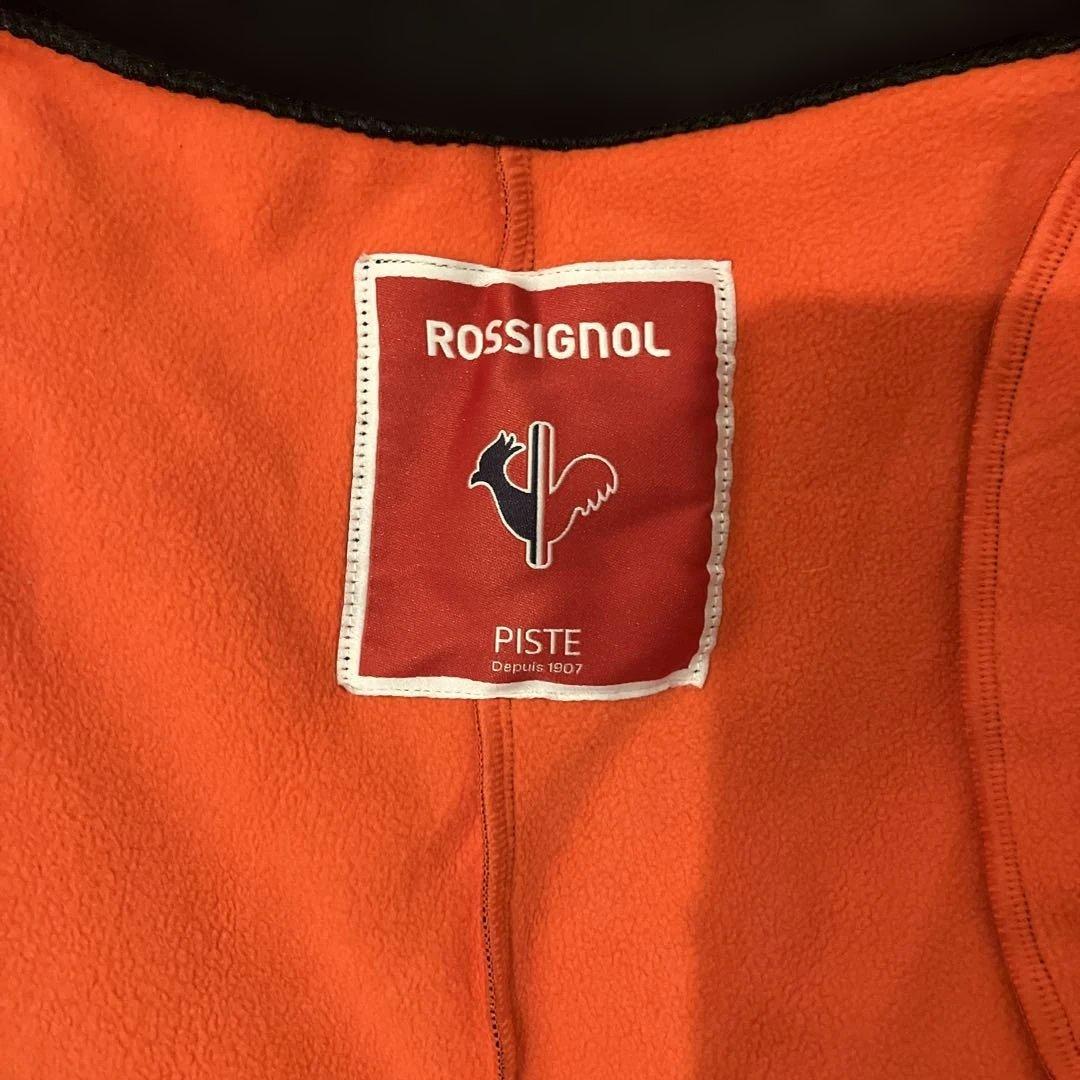 ROSSIGNOL
PISTE
Depuis 1907